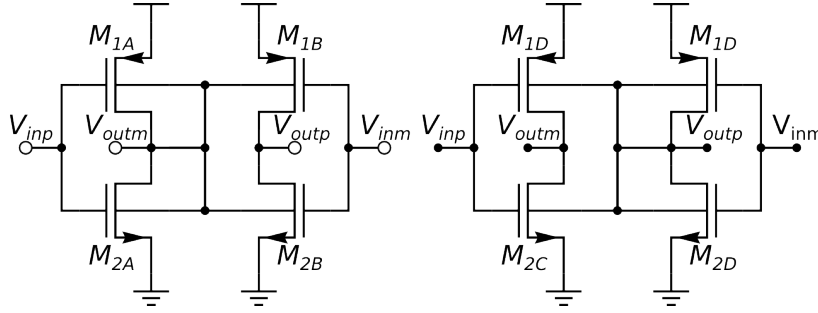 M1A M1B M1D M1D
Vinp Voutm Voutp Vinm Vinp Voutm Voutp Vinm
M2A M2B M2C M2D